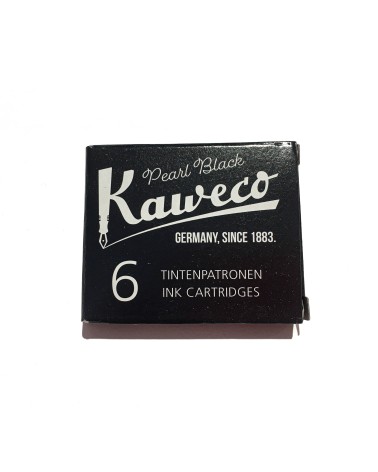 Pearl Black
Kaweco
GERMANY, SINCE 1883.
6
TINTENPATRONEN
INK CARTRIDGES